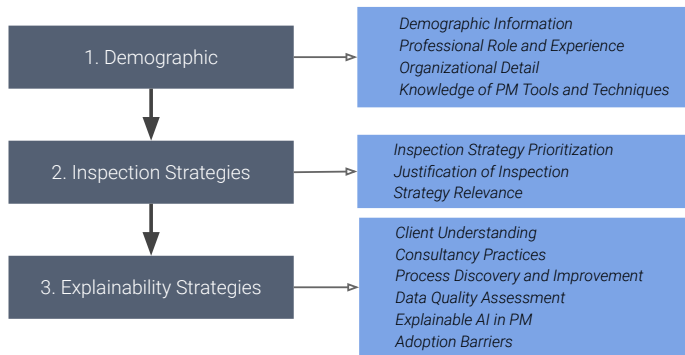 1. Demographic
Demographic Information
Professional Role and Experience
Organizational Detail
Knowledge of PM Tools and Techniques
2. Inspection Strategies
Inspection Strategy Prioritization
Justification of Inspection
Strategy Relevance
3. Explainability Strategies
Client Understanding
Consultancy Practices
Process Discovery and Improvement
Data Quality Assessment
Explainable AI in PM
Adoption Barriers